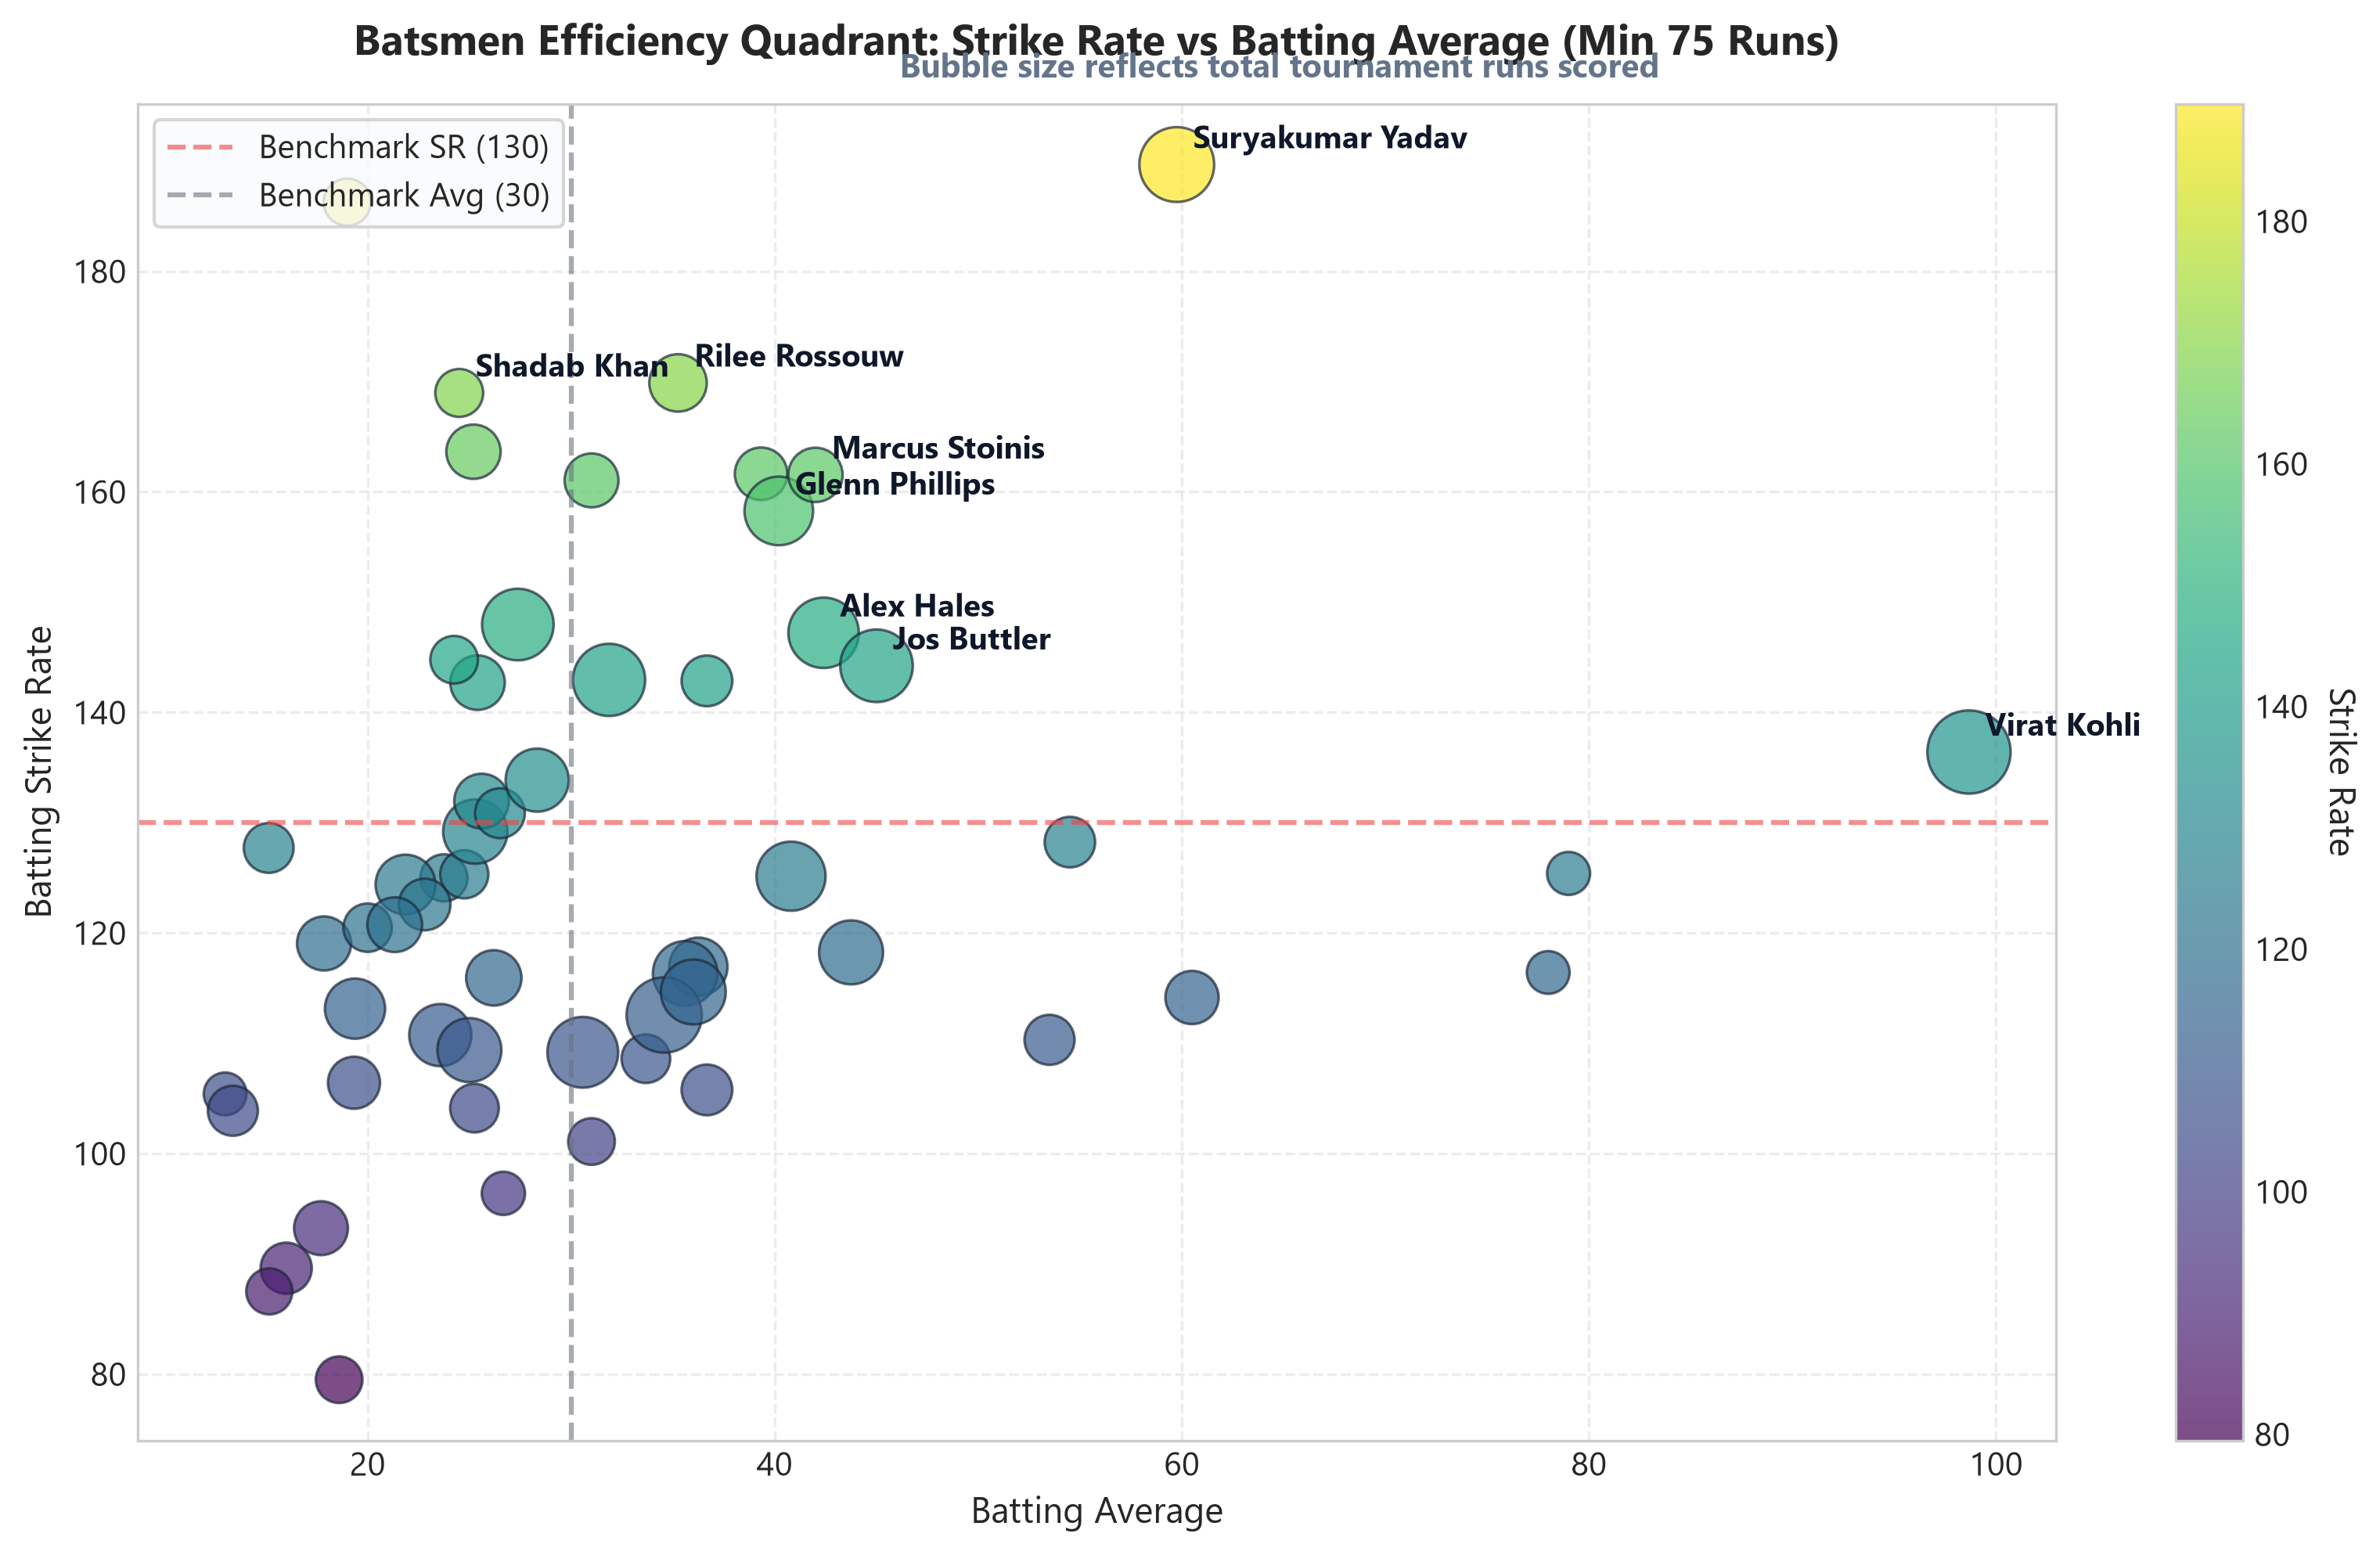 Batsmen Efficiency Quadrant: Strike Rate vs Batting Average (Min 75 Runs)
Bubble size reflects total tournament runs scored
Benchmark SR (130)
Benchmark Avg (30)
Suryakumar Yadav
Shadab Khan
Rilee Rossouw
Marcus Stoinis
Glenn Phillips
Alex Hales
Jos Buttler
Virat Kohli
Batting Strike Rate
180
160
140
120
100
80
20
40
60
80
100
Batting Average
180
160
140
120
100
80
Strike Rate